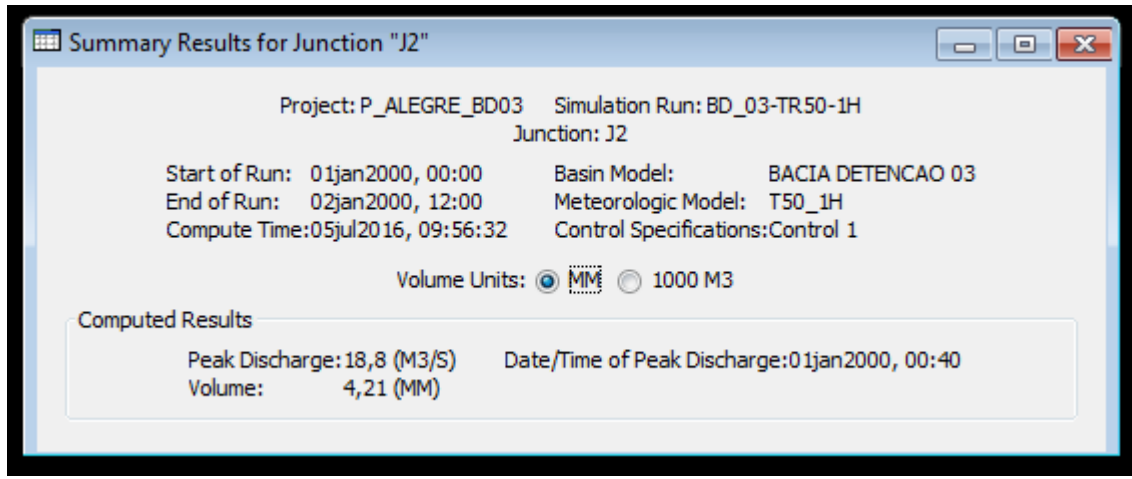 Summary Results for Junction "J2"
Project: P_ALEGRE_BD03 Simulation Run: BD_03-TR50-1H
Junction: J2
Start of Run: 01jan2000, 00:00 Basin Model: BACIA DETENCAO 03
End of Run: 02jan2000, 12:00 Meteorologic Model: T50_1H
Compute Time:05jul2016, 09:56:32 Control Specifications:Control 1
Volume Units: MM 1000 M3
Computed Results
Peak Discharge:18,8 (M3/S) Date/Time of Peak Discharge:01jan2000, 00:40
Volume: 4,21 (MM)